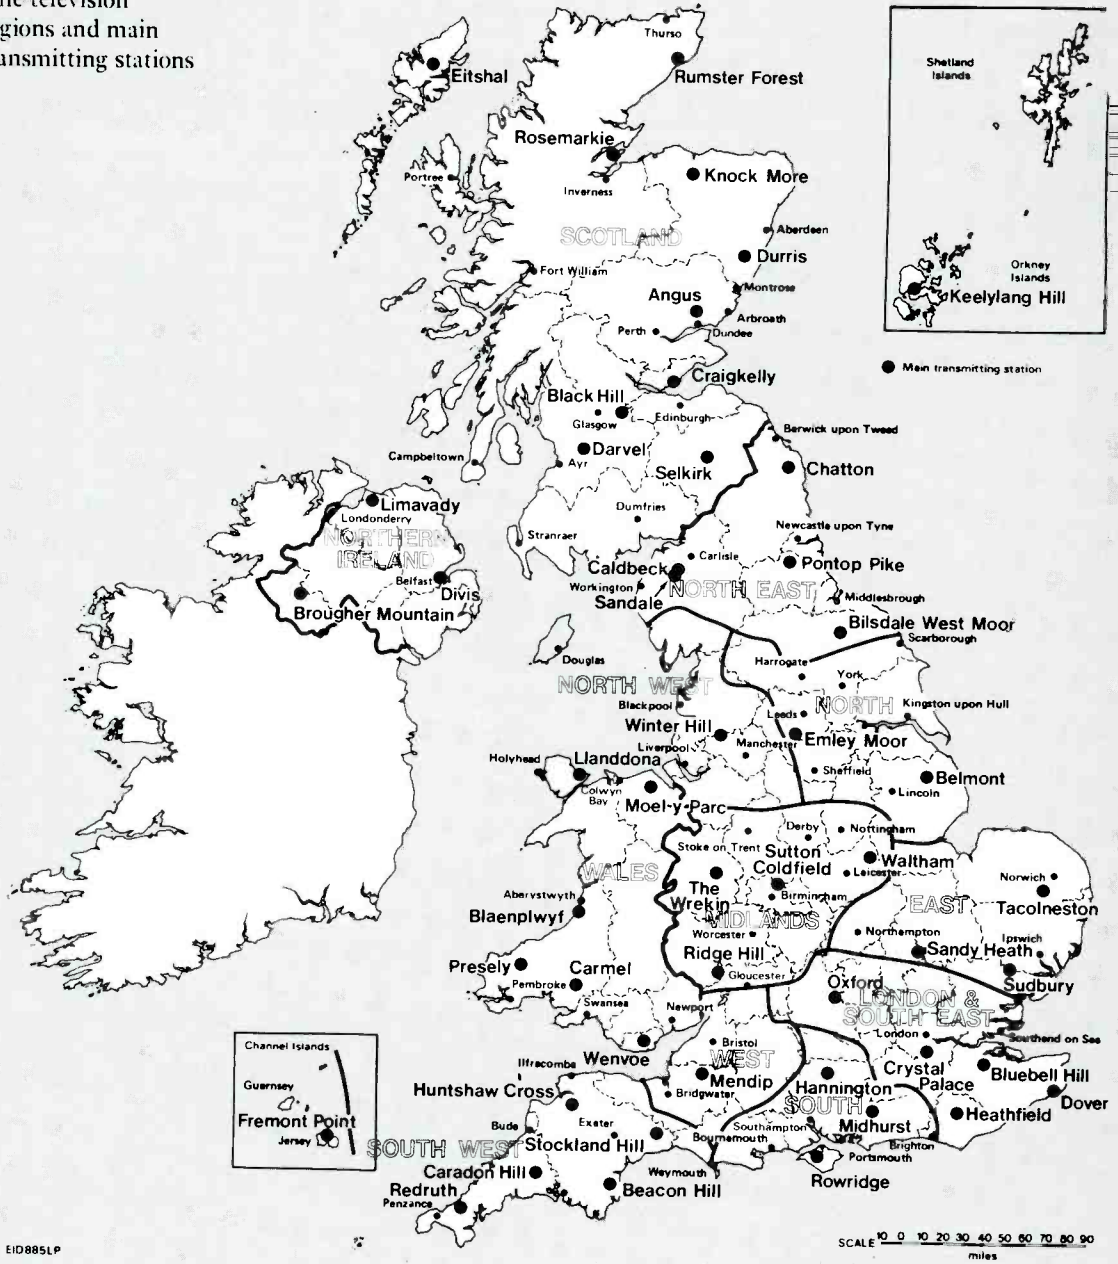 ne television
gions and main
ansmitting stations
Thurso
Eitshal
Rumster Forest
Shetland
Islands
Rosemarkie
Portree
Inverness
Knock More
SCOTLAND
Aberdeen
Durris
Fort William
Orkney
Islands
Keelylang Hill
Montrose
Angus
Arbroath
Perth
Dundee
Main transmitting station
Craigkelly
Black Hill
Glasgow
Edinburgh
Berwick upon Tweed
Darvel
Campbeltown
Ayr
Selkirk
Chatton
Limavady
Londonderry
Dumfries
Newcastle upon Tyne
NORTHERN
IRELAND
Stranraer
Carlisle
Caldbeck
Pontop Pike
Belfast
Divis
Workington
NORTH EAST
Sandale
Middlesbrough
Brougher Mountain
Bilsdale West Moor
Scarborough
Douglas
Harrogate
York
NORTH WEST
Blackpool
Leeds
NORTH
Kingston upon Hull
Winter Hill
Liverpool
Manchester
Emley Moor
Holyhead
Llanddona
Sheffield
Belmont
Colwyn
Bay
Moel-y-Parc
Lincoln
Derby
Nottingham
Stoke on Trent
Sutton
Coldfield
Waltham
WALES
Leicester
Norwich
The
Wrekin
Birmingham
Aberystwyth
EAST
Tacolneston
Blaenplwyf
MIDLANDS
Worcester
Northampton
Ipswich
Presely
Carmel
Ridge Hill
Sandy Heath
Pembroke
Gloucester
Oxford
Sudbury
Swansea
Newport
LONDON &
SOUTH EAST
Channel Islands
Wenvoe
Bristol
London
Southend on Sea
Ilfracombe
WEST
Crystal
Palace
Guernsey
Huntshaw Cross
Mendip
Hannington
Bluebell Hill
Bridgwater
Dover
Fremont Point
SOUTH
Heathfield
Jersey
Bude
Exeter
Southampton
Midhurst
SOUTH WEST
Stockland Hill
Bournemouth
Brighton
Portsmouth
Caradon Hill
Weymouth
Rowridge
Redruth
Beacon Hill
Penzance
EID885LP
SCALE 10 0 10 20 30 40 50 60 70 80 90
miles